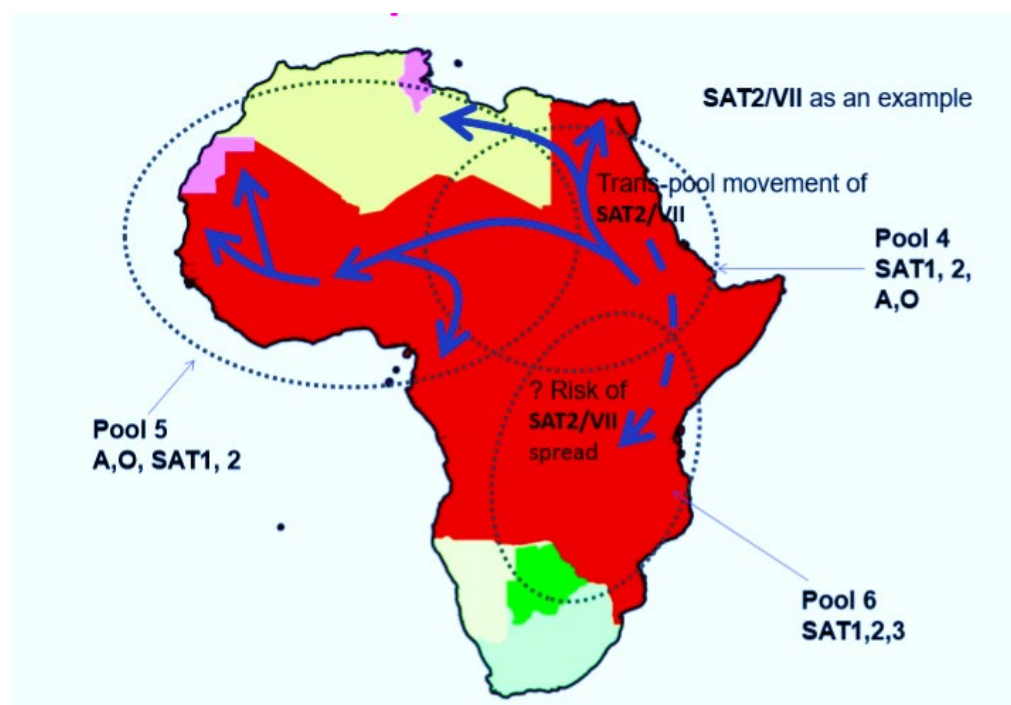 SAT2/VII as an example
Trans-pool movement of
SAT2/VII
Pool 4
SAT1, 2,
A,O
? Risk of
SAT2/VII
spread
Pool 5
A,O, SAT1, 2
Pool 6
SAT1,2,3